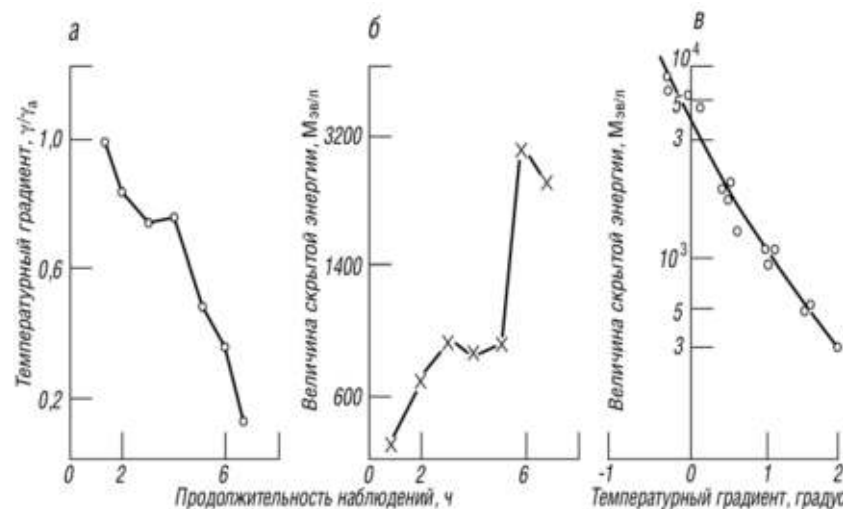 а
Температурный градиент, γ/γа
1,0
0,6
0,2
0
2
6
б
Величина скрытой энергии, Мэв/л
3200
1400
600
0
2
6
Продолжительность наблюдений, ч
в
Величина скрытой энергии, Мэв/л
10⁴
5
3
10³
5
3
-1
0
1
2
Температурный градиент, градус